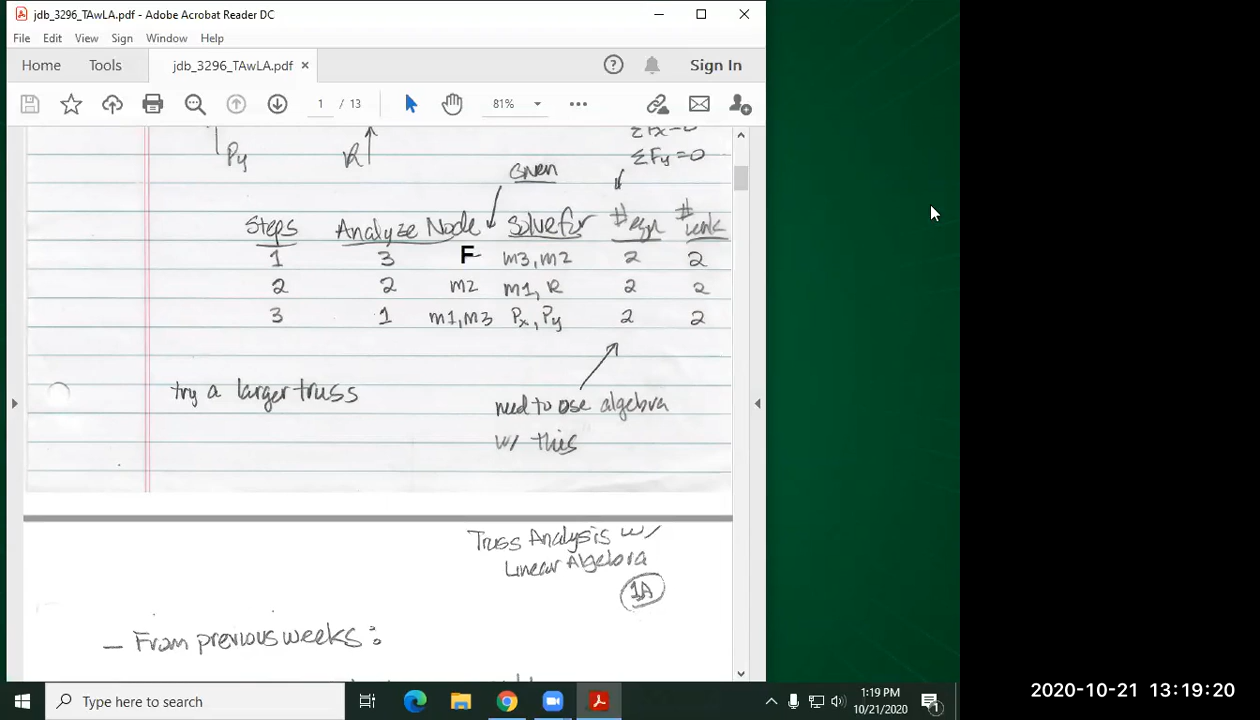 jdb_3296_TAwLA.pdf - Adobe Acrobat Reader DC
File Edit View Sign Window Help
Home Tools jdb_3296_TAwLA.pdf × Sign In
1 / 13 81%
ΣFy=0
Py R
Given
Steps Analyze Node Solve for #eqn #unk
1 3 F m3, m2 2 2
2 2 m2 m1, R 2 2
3 1 m1, m3 Px, Py 2 2
try a larger truss
need to use algebra
w/ this
Truss Analysis w/
Linear Algebra
1A
— From previous weeks:
Type here to search
1:19 PM
10/21/2020
1
2020-10-21 13:19:20